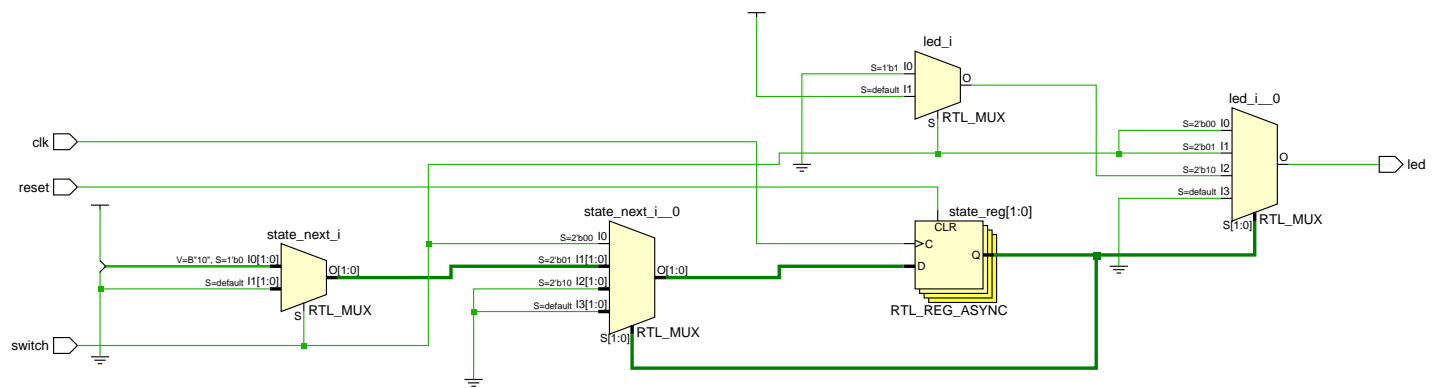 led_i
S=1'b1 I0
S=default I1
O
S
RTL_MUX
led_i__0
S=2'b00 I0
S=2'b01 I1
S=2'b10 I2
S=default I3
O
S[1:0]
RTL_MUX
led
clk
reset
state_next_i
V=B"10", S=1'b0 I0[1:0]
S=default I1[1:0]
O[1:0]
S
RTL_MUX
switch
state_next_i__0
S=2'b00 I0
S=2'b01 I1[1:0]
S=2'b10 I2[1:0]
S=default I3[1:0]
O[1:0]
S[1:0]
RTL_MUX
state_reg[1:0]
CLR
C
D
Q
RTL_REG_ASYNC